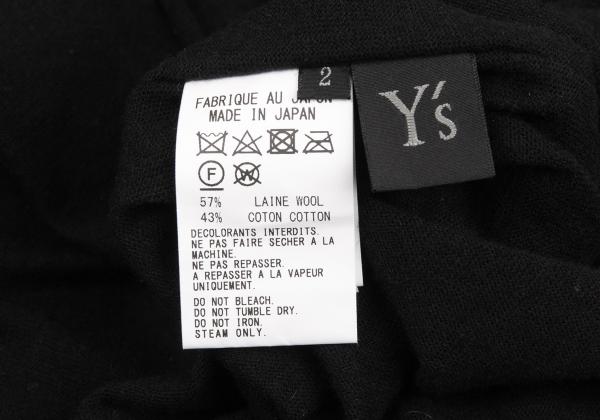 2
Y's
FABRIQUE AU JAPON
MADE IN JAPAN
F
W
57% LAINE WOOL
43% COTON COTTON
DECOLORANTS INTERDITS.
NE PAS FAIRE SECHER A LA
MACHINE.
NE PAS REPASSER.
A REPASSER A LA VAPEUR
UNIQUEMENT.
DO NOT BLEACH.
DO NOT TUMBLE DRY.
DO NOT IRON.
STEAM ONLY.